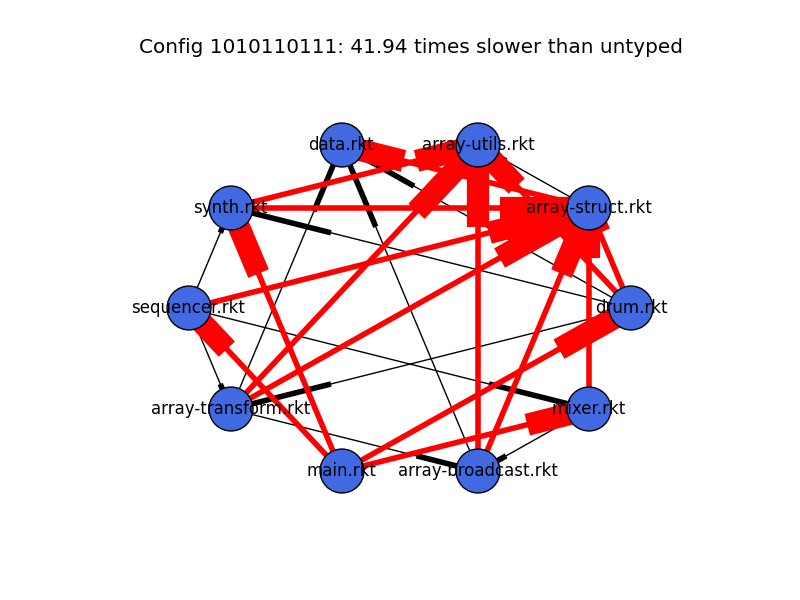 Config 1010110111: 41.94 times slower than untyped
data.rkt
array-utils.rkt
synth.rkt
array-struct.rkt
sequencer.rkt
drum.rkt
array-transform.rkt
mixer.rkt
main.rkt
array-broadcast.rkt